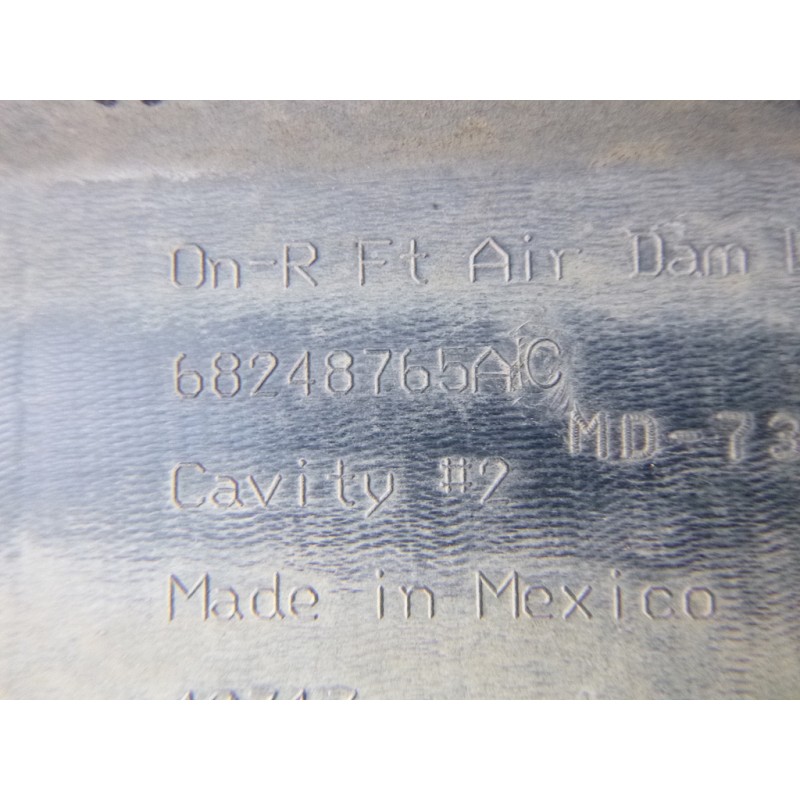 On-R Ft Air Dam
68248765AC
MD-73
Cavity #2
Made in Mexico